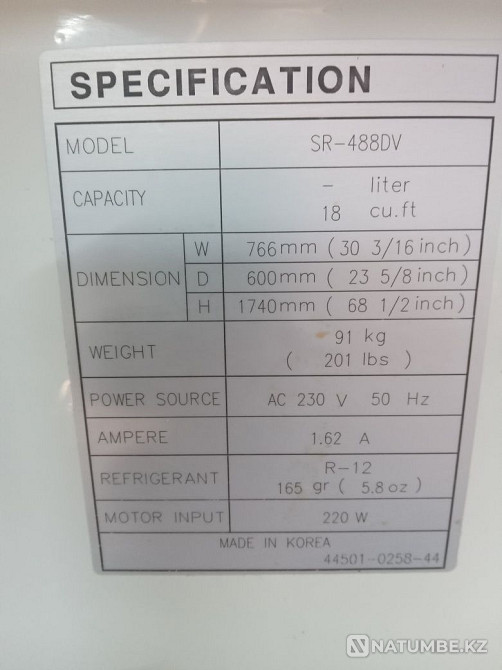 SPECIFICATION
MODEL SR-488DV
CAPACITY - liter
18 cu.ft
DIMENSION W 766mm ( 30 3/16 inch )
D 600mm ( 23 5/8 inch )
H 1740mm ( 68 1/2 inch )
WEIGHT 91 kg
( 201 lbs )
POWER SOURCE AC 230 V 50 Hz
AMPERE 1.62 A
REFRIGERANT R-12
165 gr ( 5.8 oz )
MOTOR INPUT 220 W
MADE IN KOREA
44501-0258-44
NATUMBE.KZ